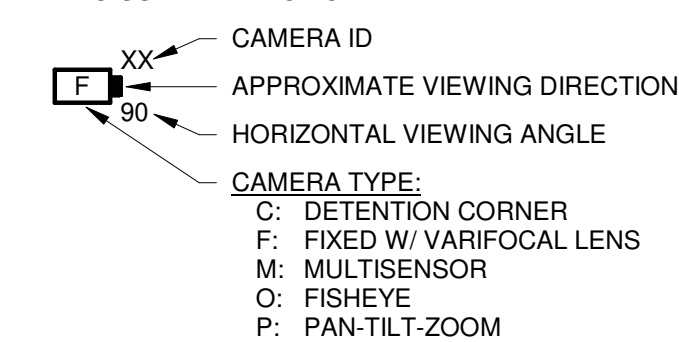 XX
CAMERA ID
F
APPROXIMATE VIEWING DIRECTION
90
HORIZONTAL VIEWING ANGLE
CAMERA TYPE:
C: DETENTION CORNER
F: FIXED W/ VARIFOCAL LENS
M: MULTISENSOR
O: FISHEYE
P: PAN-TILT-ZOOM